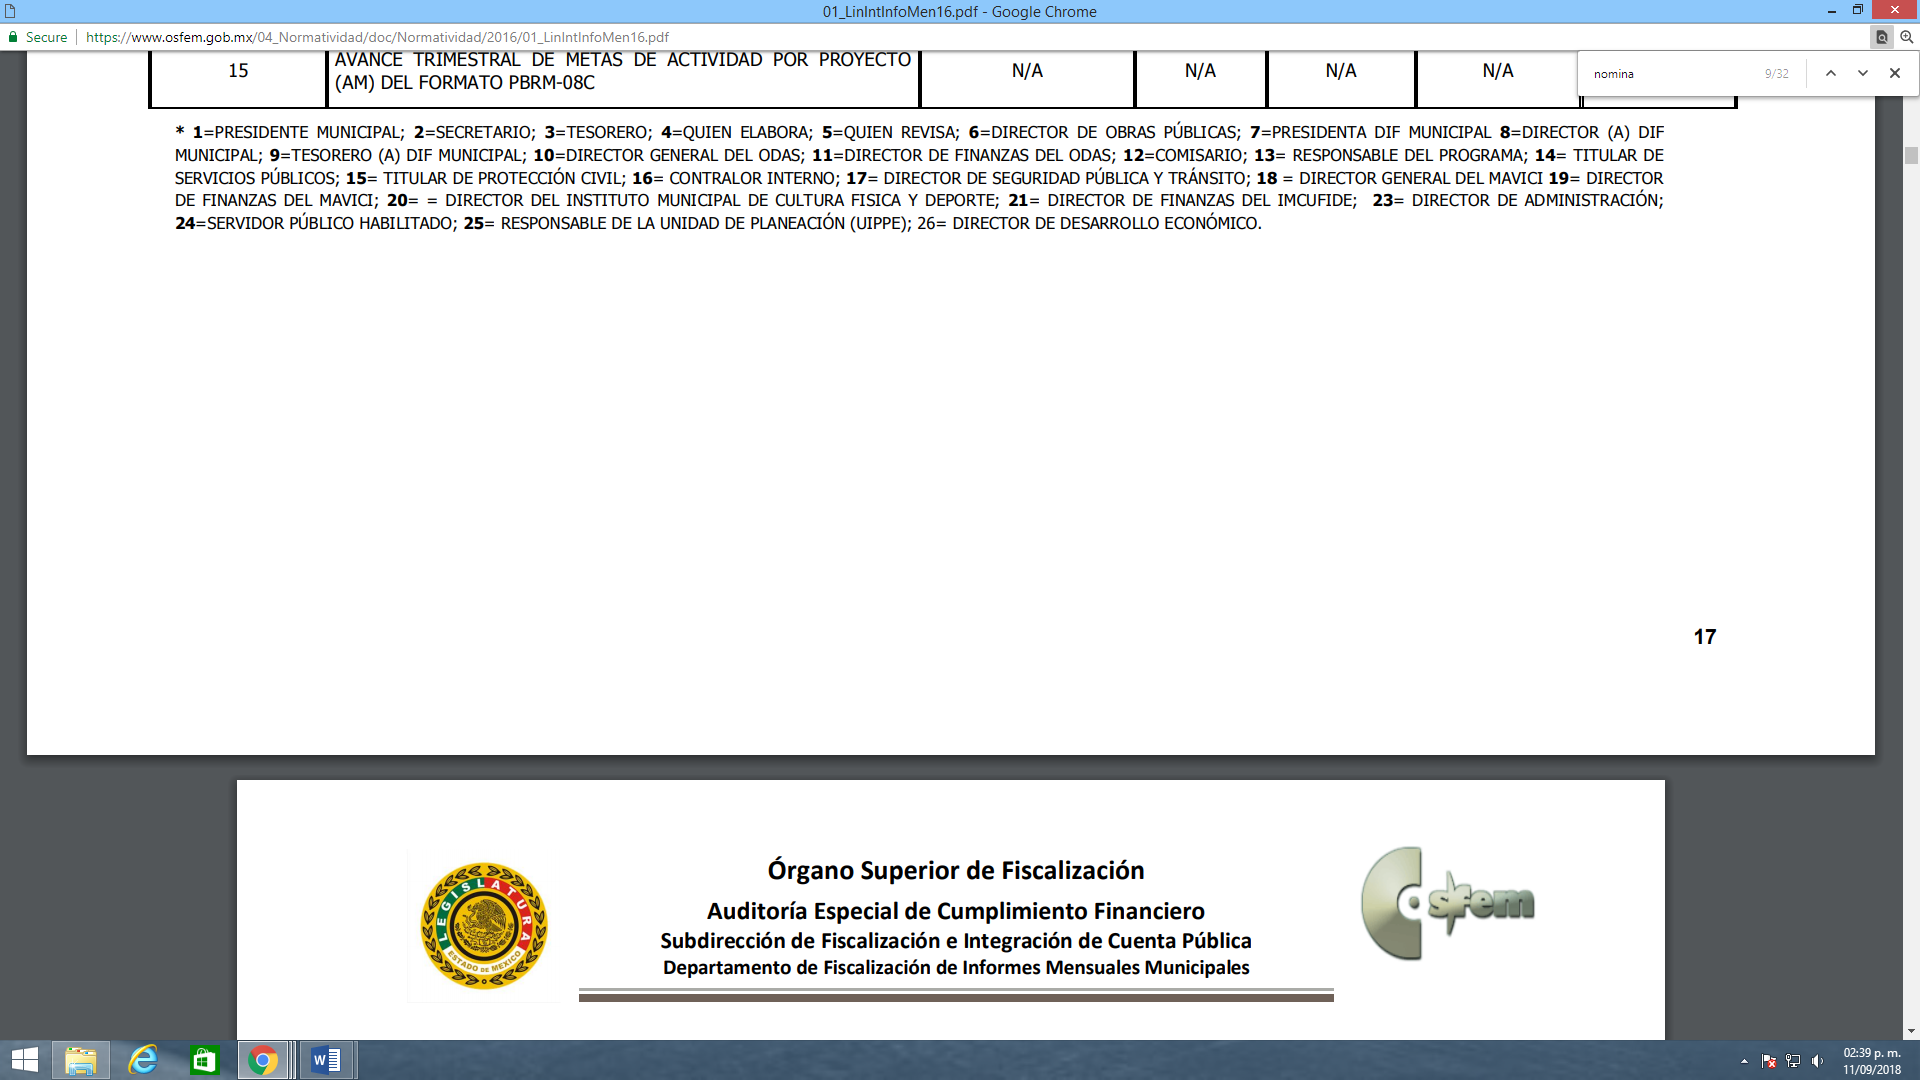 01_LinIntInfoMen16.pdf - Google Chrome
Secure https://www.osfem.gob.mx/04_Normatividad/doc/Normatividad/2016/01_LinIntInfoMen16.pdf
nomina 9/32
15 AVANCE TRIMESTRAL DE METAS DE ACTIVIDAD POR PROYECTO (AM) DEL FORMATO PBRM-08C N/A N/A N/A N/A
* 1=PRESIDENTE MUNICIPAL; 2=SECRETARIO; 3=TESORERO; 4=QUIEN ELABORA; 5=QUIEN REVISA; 6=DIRECTOR DE OBRAS PÚBLICAS; 7=PRESIDENTA DIF MUNICIPAL 8=DIRECTOR (A) DIF
MUNICIPAL; 9=TESORERO (A) DIF MUNICIPAL; 10=DIRECTOR GENERAL DEL ODAS; 11=DIRECTOR DE FINANZAS DEL ODAS; 12=COMISARIO; 13= RESPONSABLE DEL PROGRAMA; 14= TITULAR DE
SERVICIOS PÚBLICOS; 15= TITULAR DE PROTECCIÓN CIVIL; 16= CONTRALOR INTERNO; 17= DIRECTOR DE SEGURIDAD PÚBLICA Y TRÁNSITO; 18 = DIRECTOR GENERAL DEL MAVICI 19= DIRECTOR
DE FINANZAS DEL MAVICI; 20= = DIRECTOR DEL INSTITUTO MUNICIPAL DE CULTURA FISICA Y DEPORTE; 21= DIRECTOR DE FINANZAS DEL IMCUFIDE; 23= DIRECTOR DE ADMINISTRACIÓN;
24=SERVIDOR PÚBLICO HABILITADO; 25= RESPONSABLE DE LA UNIDAD DE PLANEACIÓN (UIPPE); 26= DIRECTOR DE DESARROLLO ECONÓMICO.
17
LEGISLATURA
ESTADO DE MEXICO
Órgano Superior de Fiscalización
Auditoría Especial de Cumplimiento Financiero
Subdirección de Fiscalización e Integración de Cuenta Pública
Departamento de Fiscalización de Informes Mensuales Municipales
osfem
02:39 p. m.
11/09/2018